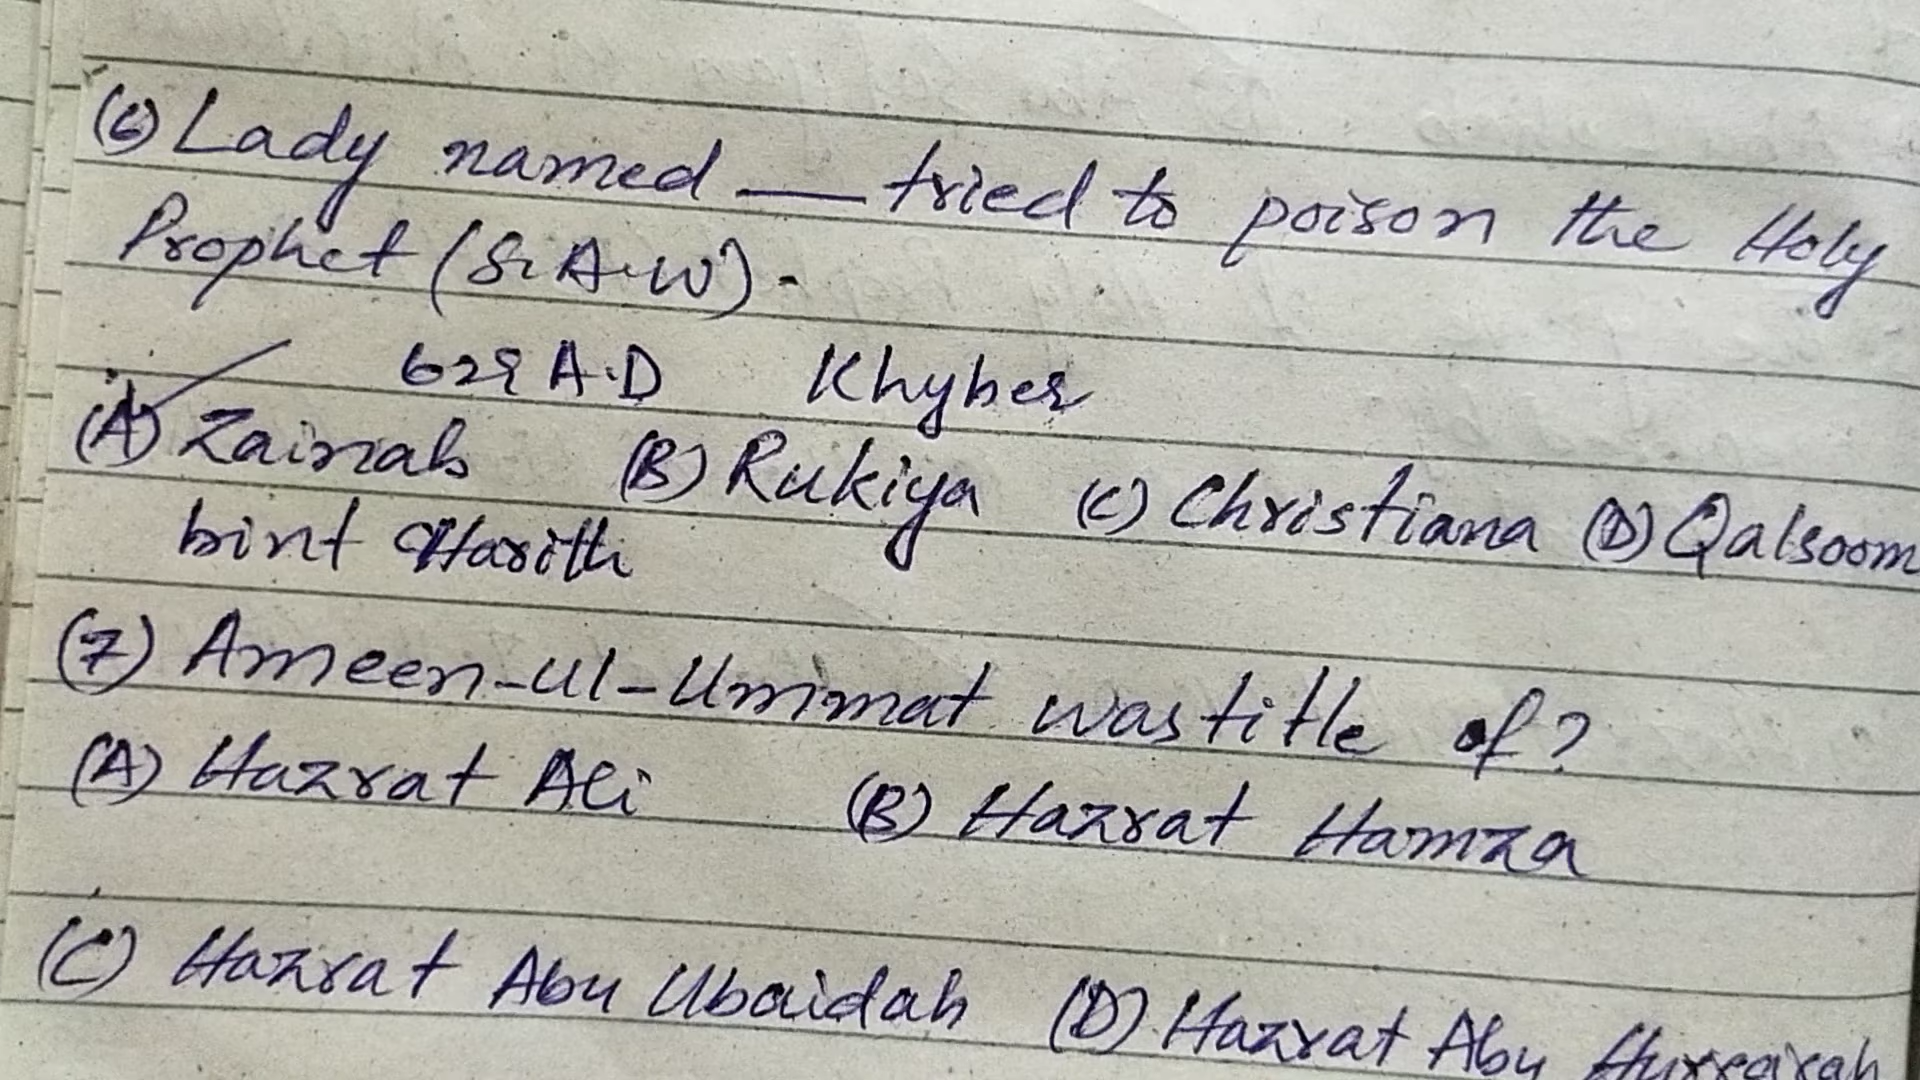 (6) Lady named — tried to poison the Holy
Prophet (S.A.W).
629 A.D Khyber
(A) Zainab (B) Rukiya (C) Christiana (D) Qalsoom
bint Harith
(7) Ameen-ul-Ummat was title of?
(A) Hazrat Ali (B) Hazrat Hamza
(C) Hazrat Abu Ubaidah (D) Hazrat Abu Hurrairah